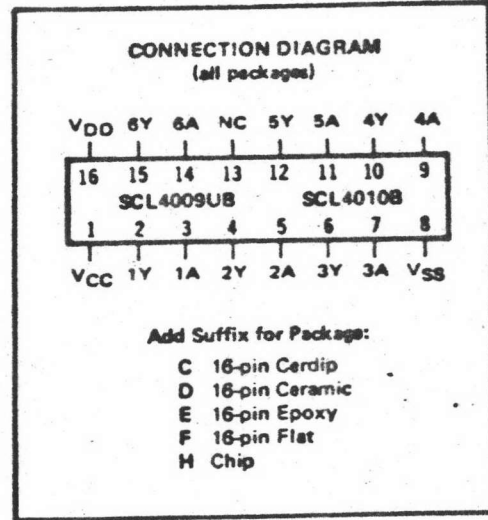 CONNECTION DIAGRAM
(all packages)
VDD 6Y 6A NC 5Y 5A 4Y 4A
16 15 14 13 12 11 10 9
SCL4009UB SCL4010B
1 2 3 4 5 6 7 8
VCC 1Y 1A 2Y 2A 3Y 3A VSS
Add Suffix for Package:
C 16-pin Cerdip
D 16-pin Ceramic
E 16-pin Epoxy
F 16-pin Flat
H Chip